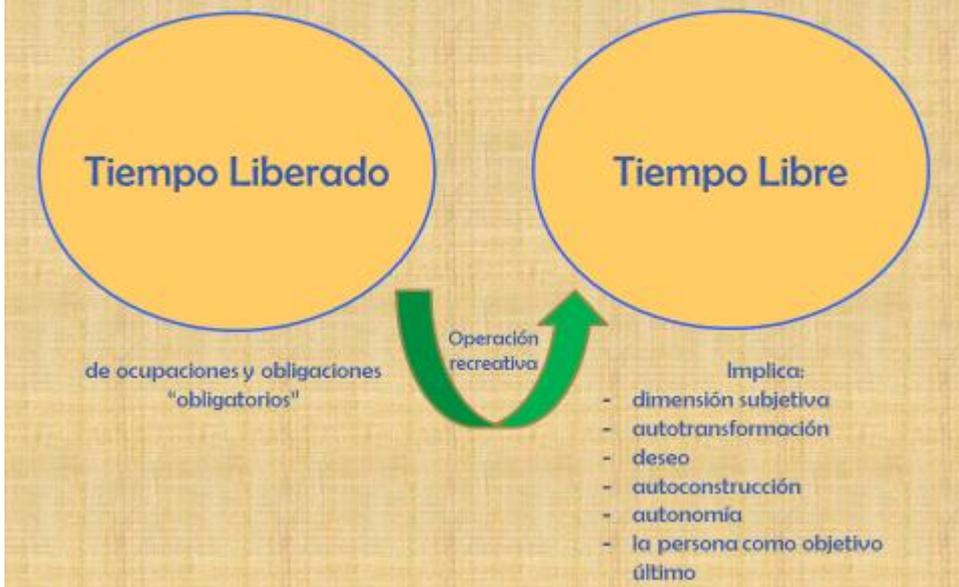 Tiempo Liberado
de ocupaciones y obligaciones
“obligatorios”
Operación
recreativa
Tiempo Libre
Implica:
- dimensión subjetiva
- autotransformación
- deseo
- autoconstrucción
- autonomía
- la persona como objetivo
último